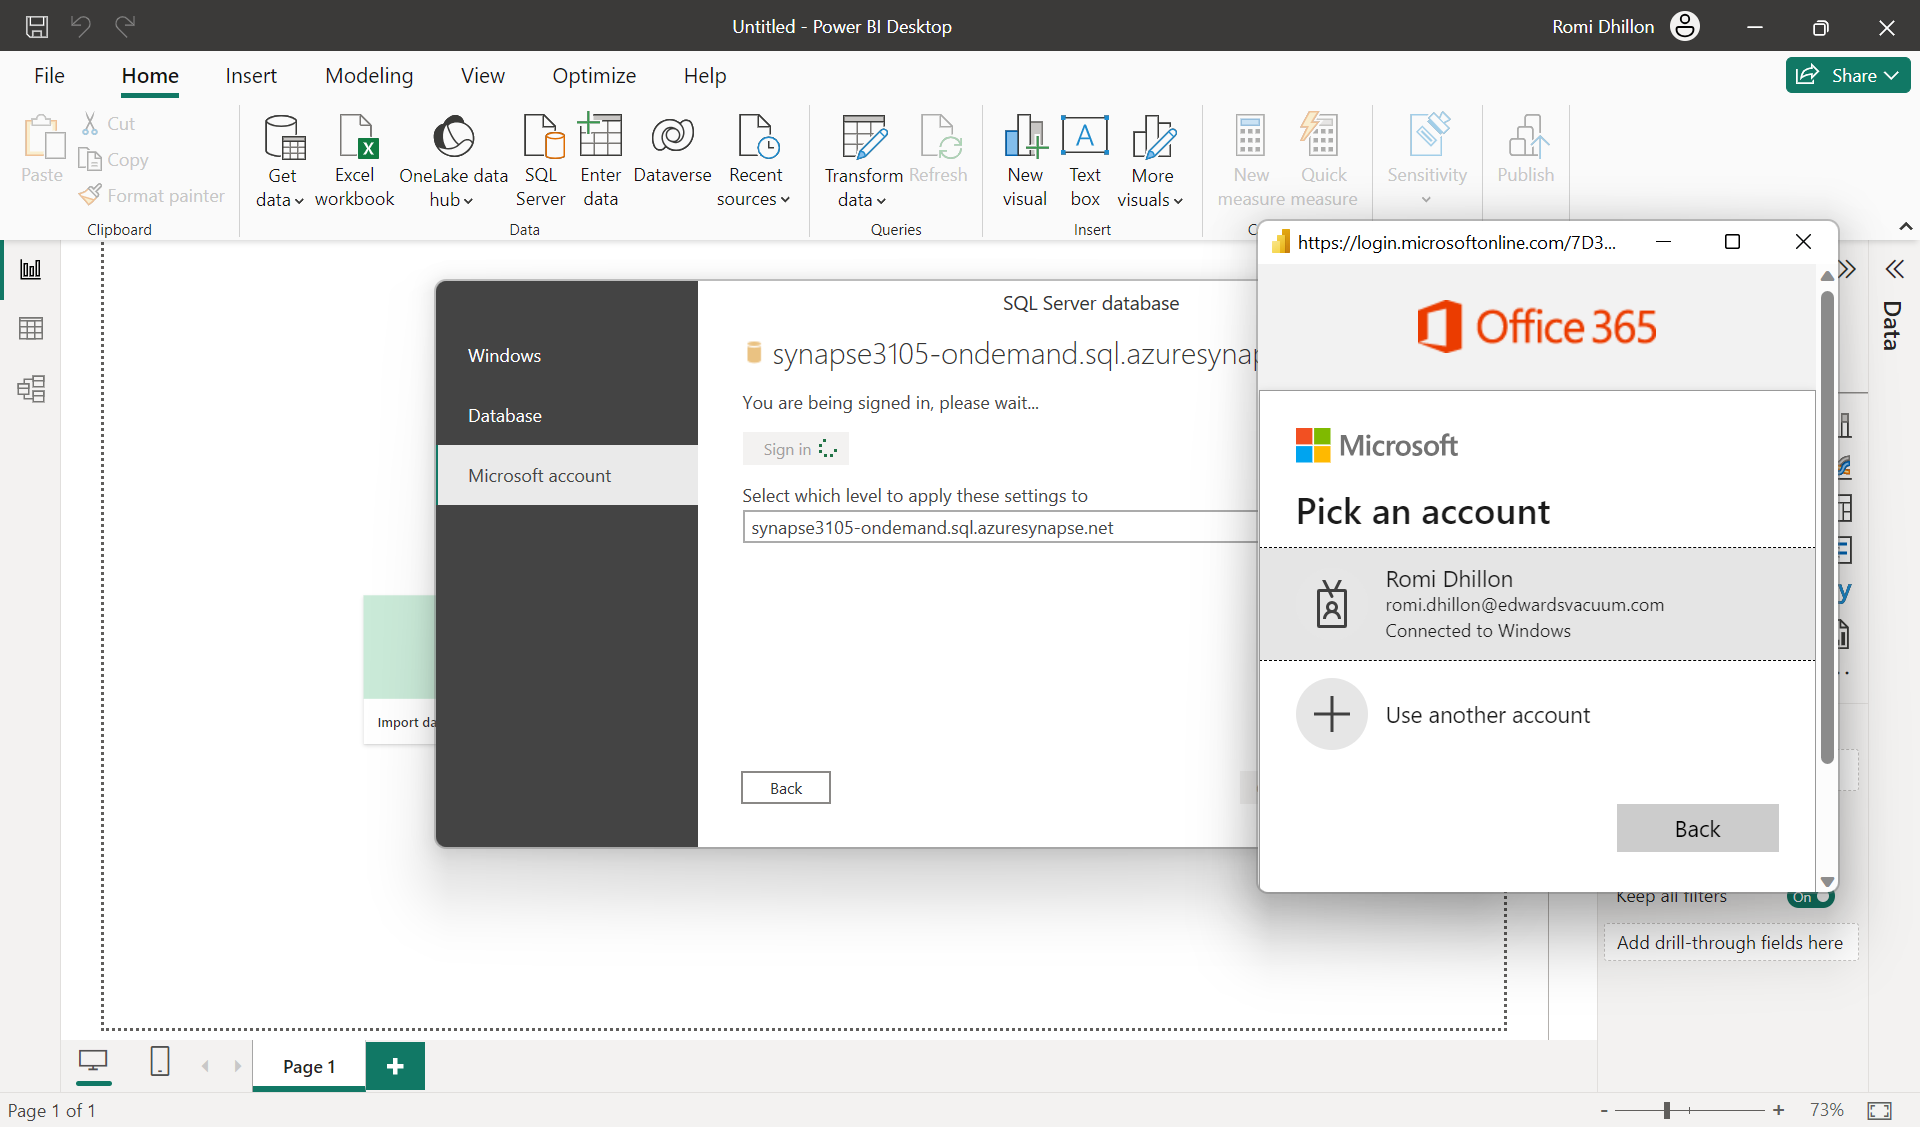 Untitled - Power BI Desktop
Romi Dhillon
File
Home
Insert
Modeling
View
Optimize
Help
Share
Paste
Cut
Copy
Format painter
Clipboard
Get data
Excel workbook
OneLake data hub
SQL Server
Enter data
Dataverse
Recent sources
Data
Transform data
Refresh
Queries
New visual
Text box
More visuals
Insert
New measure
Quick measure
Sensitivity
Publish
https://login.microsoftonline.com/7D3...
Office 365
Microsoft
Pick an account
Romi Dhillon
romi.dhillon@edwardsvacuum.com
Connected to Windows
Use another account
Back
SQL Server database
Windows
Database
Microsoft account
synapse3105-ondemand.sql.azuresynap
You are being signed in, please wait...
Sign in
Select which level to apply these settings to
synapse3105-ondemand.sql.azuresynapse.net
Back
Import da
Data
Keep all filters
On
Add drill-through fields here
Page 1
Page 1 of 1
- + 73%